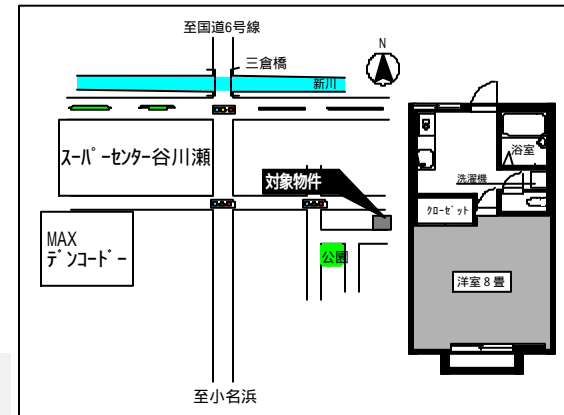 至国道6号線
三倉橋
N
新川
スーパーセンター谷川瀬
対象物件
MAX
デンコードー
公園
至小名浜
浴室
洗濯機
クローゼット
洋室8畳